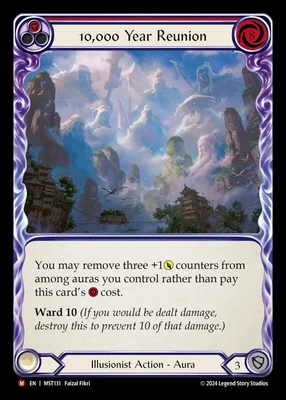 10,000 Year Reunion
You may remove three +1 counters from
among auras you control rather than pay
this card's cost.
Ward 10 (If you would be dealt damage,
destroy this to prevent 10 of that damage.)
Illusionist Action - Aura
3
M EN | MST131 Faizal Fikri
© 2024 Legend Story Studios